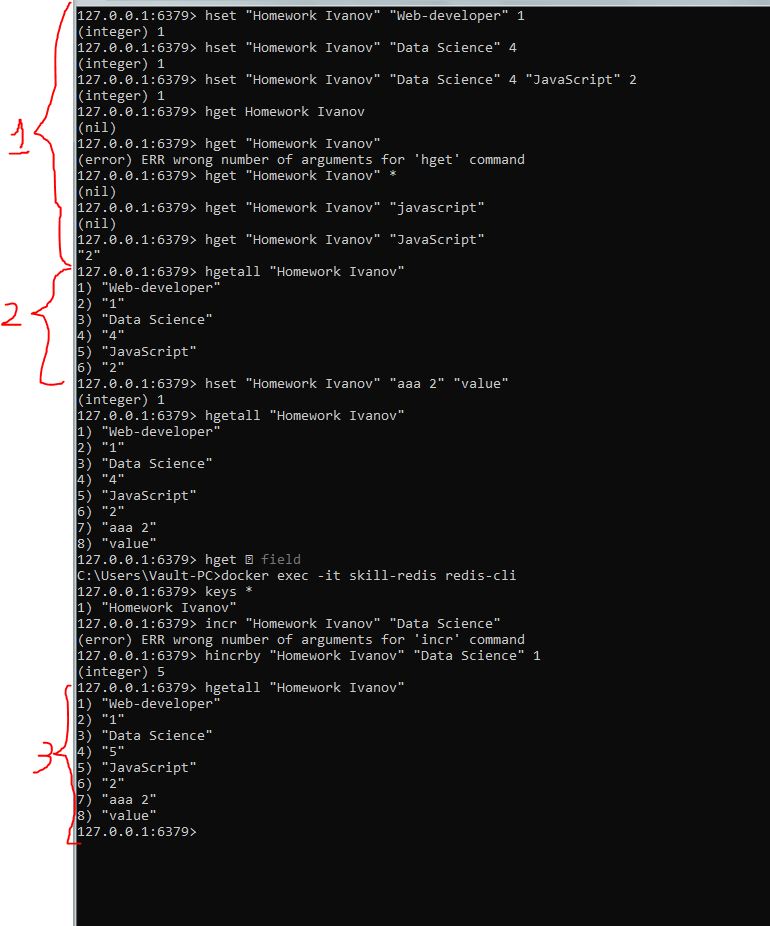 127.0.0.1:6379> hset "Homework Ivanov" "Web-developer" 1
(integer) 1
127.0.0.1:6379> hset "Homework Ivanov" "Data Science" 4
(integer) 1
127.0.0.1:6379> hset "Homework Ivanov" "Data Science" 4 "JavaScript" 2
(integer) 1
127.0.0.1:6379> hget Homework Ivanov
(nil)
127.0.0.1:6379> hget "Homework Ivanov"
(error) ERR wrong number of arguments for 'hget' command
127.0.0.1:6379> hget "Homework Ivanov" *
(nil)
127.0.0.1:6379> hget "Homework Ivanov" "javascript"
(nil)
127.0.0.1:6379> hget "Homework Ivanov" "JavaScript"
"2"
1
127.0.0.1:6379> hgetall "Homework Ivanov"
1) "Web-developer"
2) "1"
3) "Data Science"
4) "4"
5) "JavaScript"
6) "2"
2
127.0.0.1:6379> hset "Homework Ivanov" "aaa 2" "value"
(integer) 1
127.0.0.1:6379> hgetall "Homework Ivanov"
1) "Web-developer"
2) "1"
3) "Data Science"
4) "4"
5) "JavaScript"
6) "2"
7) "aaa 2"
8) "value"
127.0.0.1:6379> hget field
C:\Users\Vault-PC>docker exec -it skill-redis redis-cli
127.0.0.1:6379> keys *
1) "Homework Ivanov"
127.0.0.1:6379> incr "Homework Ivanov" "Data Science"
(error) ERR wrong number of arguments for 'incr' command
127.0.0.1:6379> hincrby "Homework Ivanov" "Data Science" 1
(integer) 5
127.0.0.1:6379> hgetall "Homework Ivanov"
1) "Web-developer"
2) "1"
3) "Data Science"
4) "5"
5) "JavaScript"
6) "2"
7) "aaa 2"
8) "value"
127.0.0.1:6379>
3